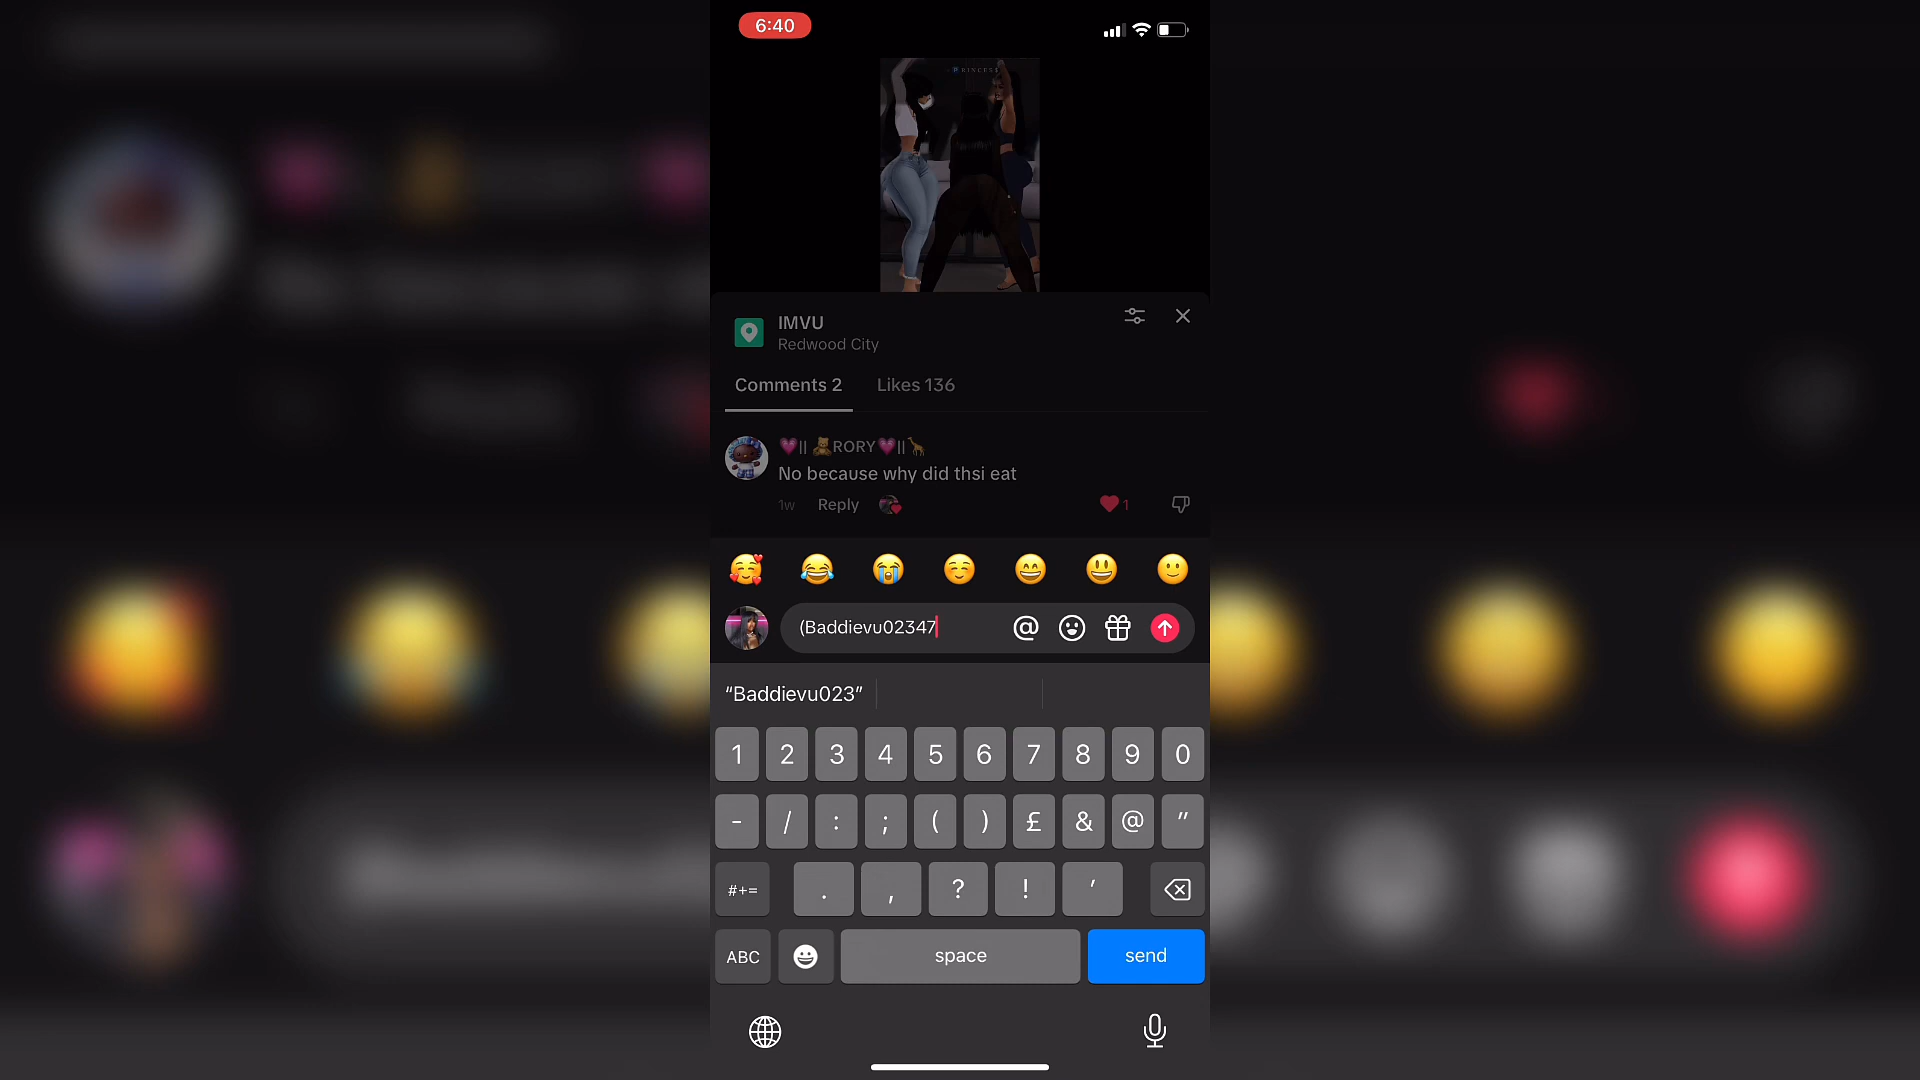 6:40
PRINCESS
IMVU
Redwood City
Comments 2 Likes 136
💗|| 🧸RORY💗||🦒
No because why did thsi eat
1w Reply 1
(Baddievu02347
“Baddievu023”
1 2 3 4 5 6 7 8 9 0
- / : ; ( ) £ & @ "
#+= . , ? ! '
ABC space send